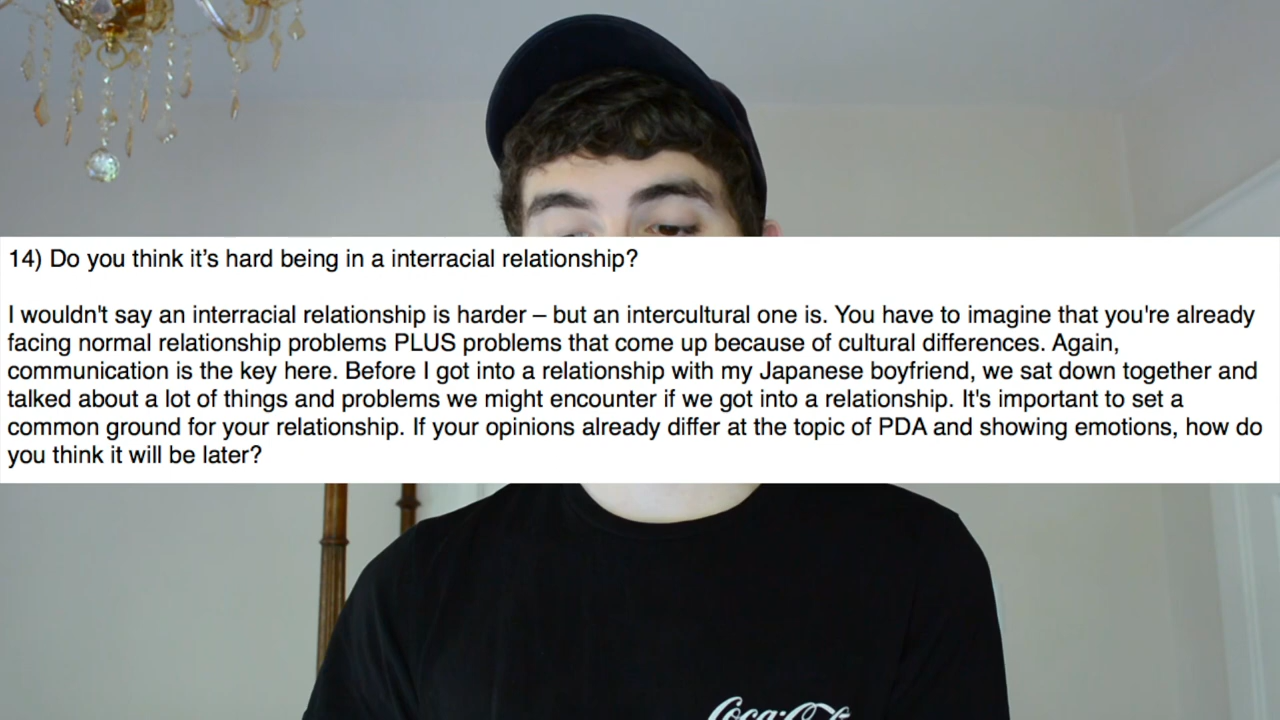 14) Do you think it’s hard being in a interracial relationship?
I wouldn't say an interracial relationship is harder – but an intercultural one is. You have to imagine that you're already
facing normal relationship problems PLUS problems that come up because of cultural differences. Again,
communication is the key here. Before I got into a relationship with my Japanese boyfriend, we sat down together and
talked about a lot of things and problems we might encounter if we got into a relationship. It's important to set a
common ground for your relationship. If your opinions already differ at the topic of PDA and showing emotions, how do
you think it will be later?
Coca-Co